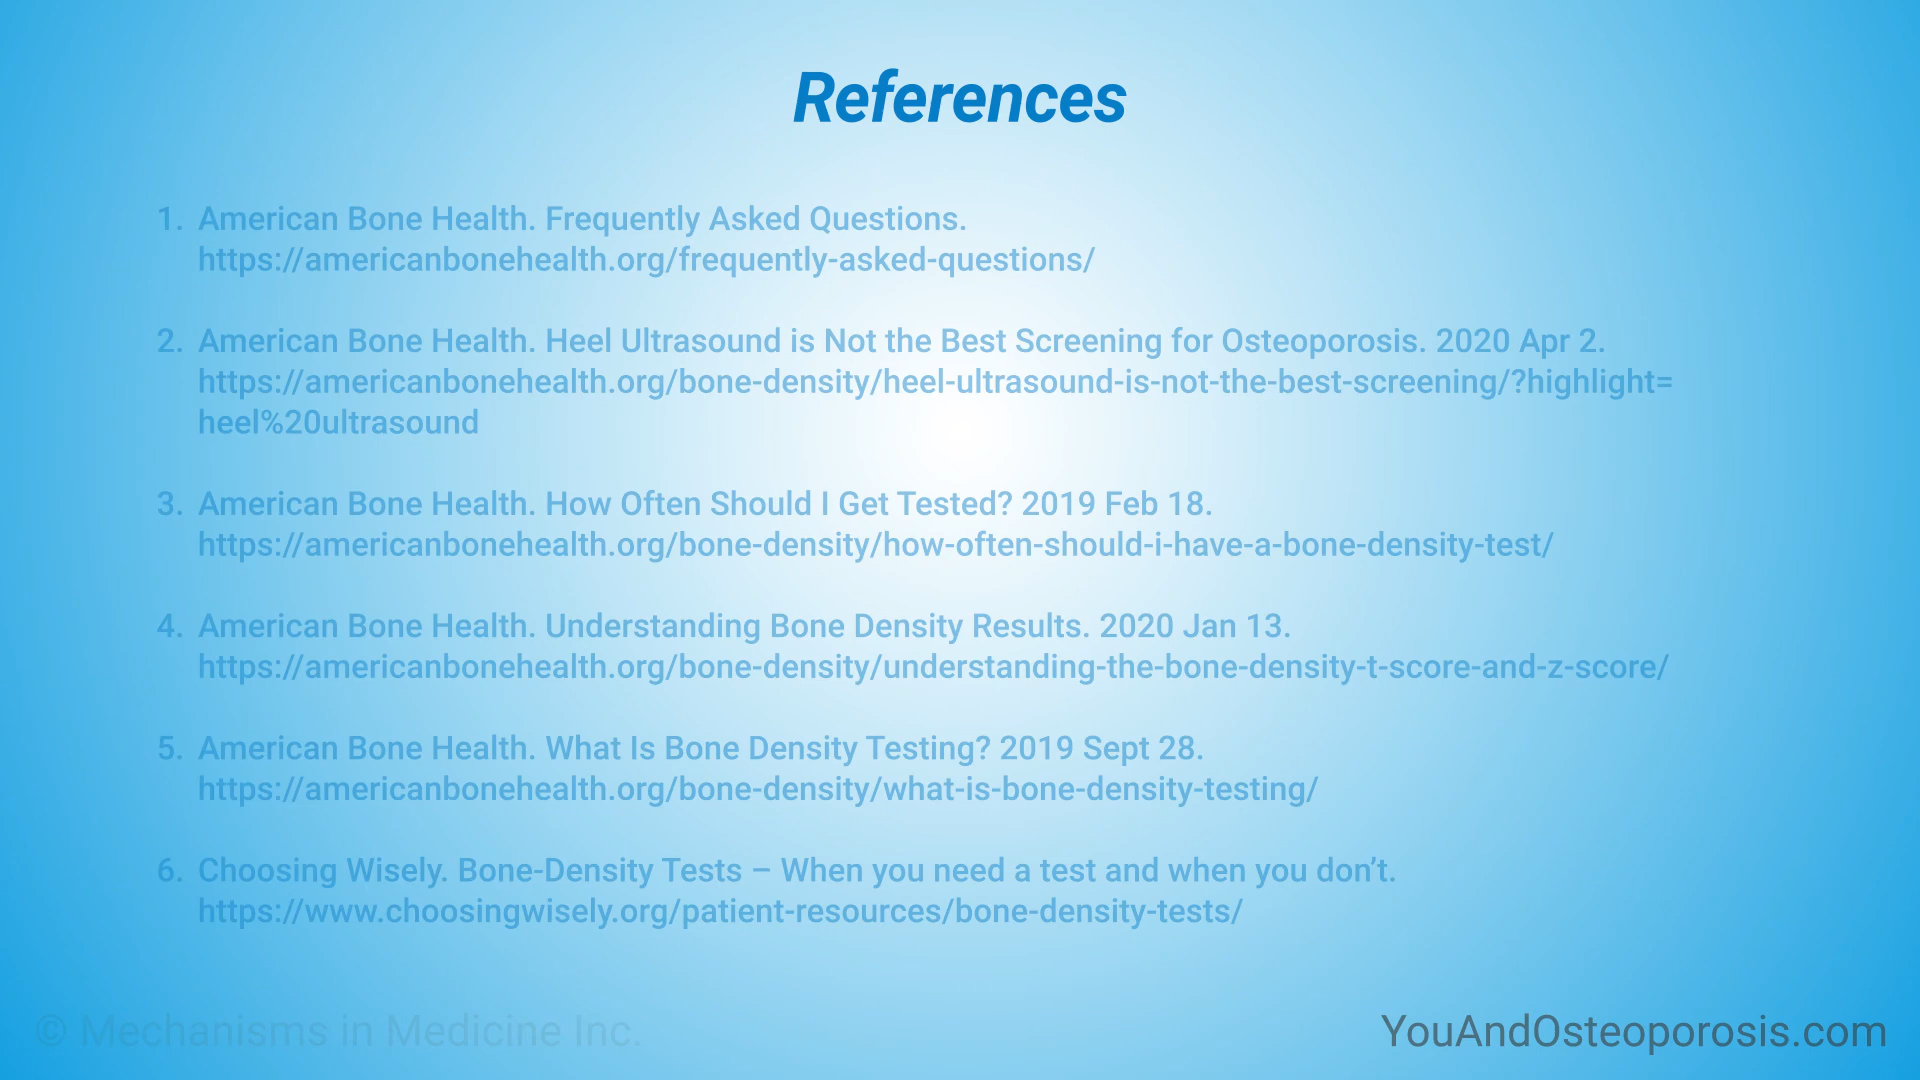 References
1. American Bone Health. Frequently Asked Questions.
https://americanbonehealth.org/frequently-asked-questions/
2. American Bone Health. Heel Ultrasound is Not the Best Screening for Osteoporosis. 2020 Apr 2.
https://americanbonehealth.org/bone-density/heel-ultrasound-is-not-the-best-screening/?highlight=
heel%20ultrasound
3. American Bone Health. How Often Should I Get Tested? 2019 Feb 18.
https://americanbonehealth.org/bone-density/how-often-should-i-have-a-bone-density-test/
4. American Bone Health. Understanding Bone Density Results. 2020 Jan 13.
https://americanbonehealth.org/bone-density/understanding-the-bone-density-t-score-and-z-score/
5. American Bone Health. What Is Bone Density Testing? 2019 Sept 28.
https://americanbonehealth.org/bone-density/what-is-bone-density-testing/
6. Choosing Wisely. Bone-Density Tests – When you need a test and when you don’t.
https://www.choosingwisely.org/patient-resources/bone-density-tests/
© Mechanisms in Medicine Inc.
YouAndOsteoporosis.com